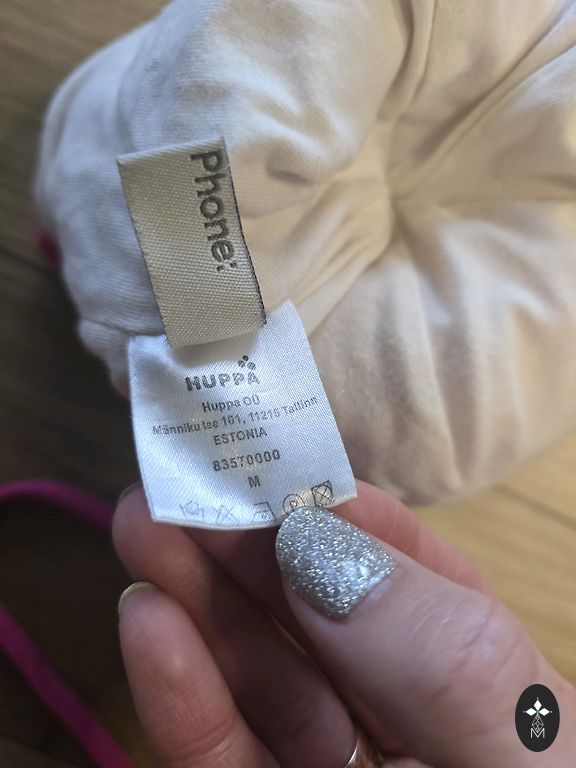 Phone:
HUPPA
Huppa OÜ
Männiku tee 101, 11215 Tallinn
ESTONIA
83570000
M
M